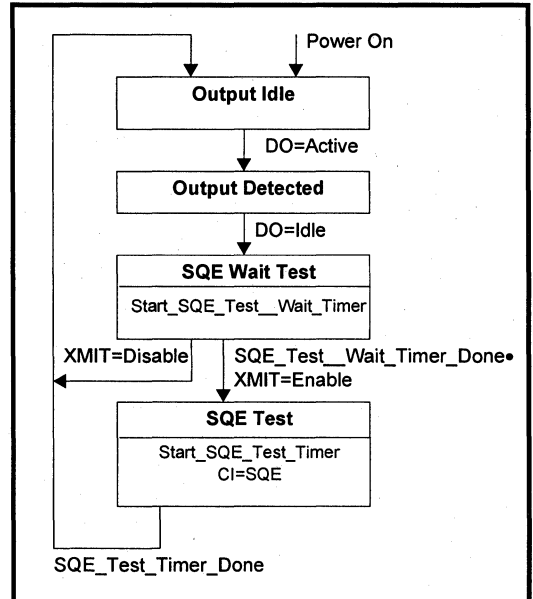 Power On
Output Idle
DO=Active
Output Detected
DO=Idle
SQE Wait Test
Start_SQE_Test__Wait_Timer
XMIT=Disable
SQE_Test__Wait_Timer_Done•
XMIT=Enable
SQE Test
Start_SQE_Test_Timer
CI=SQE
SQE_Test_Timer_Done